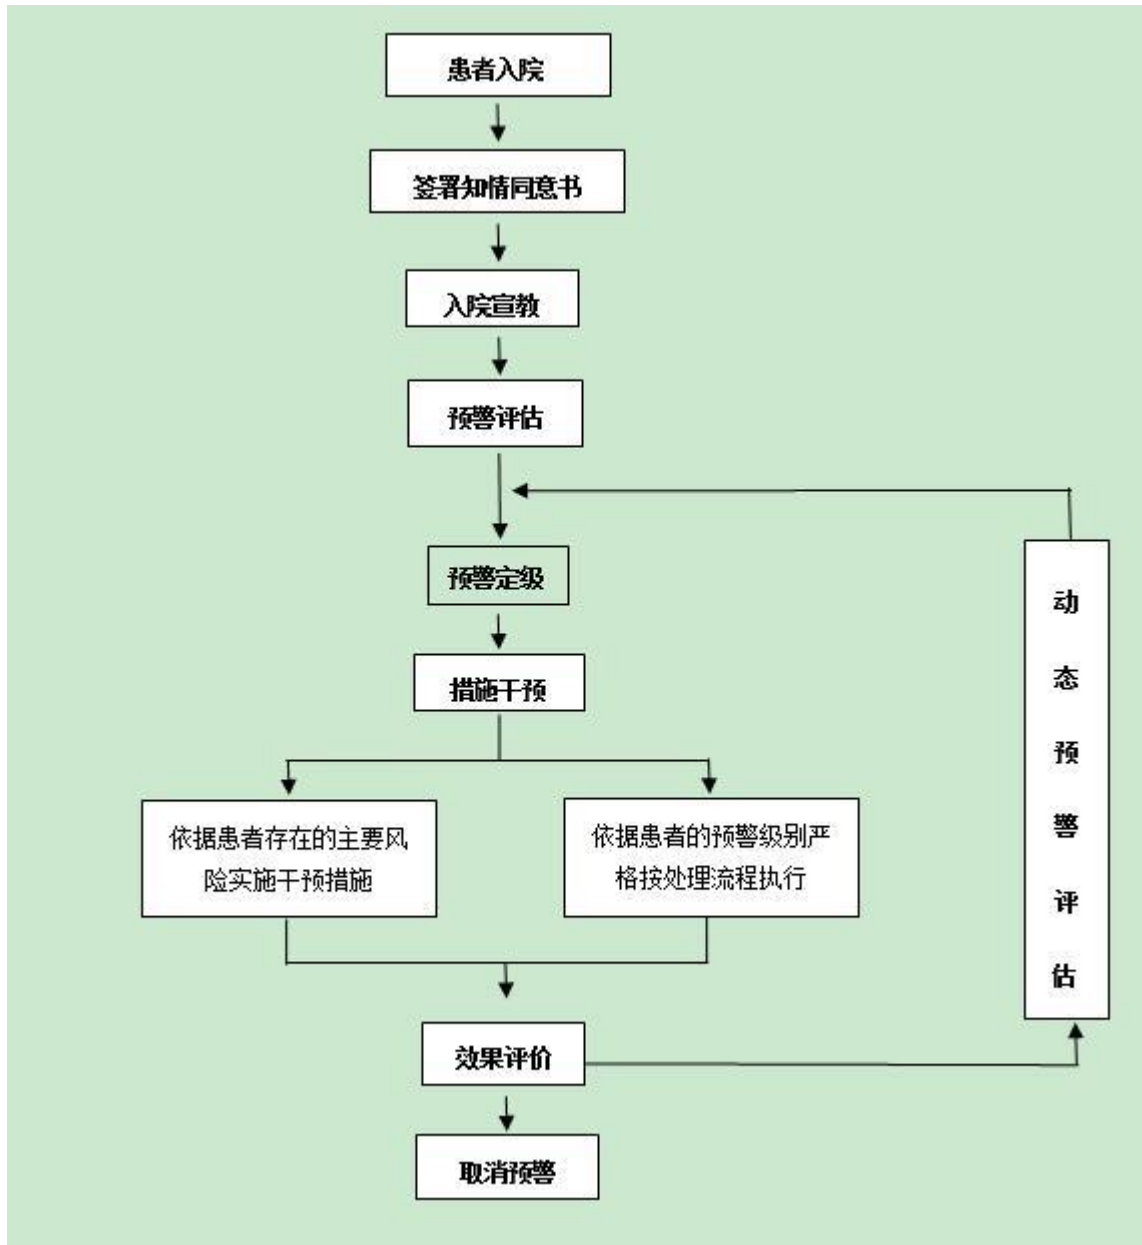 患者入院
签署知情同意书
入院宣教
预警评估
预警定级
措施干预
依据患者存在的主要风
险实施干预措施
依据患者的预警级别严
格按处理流程执行
效果评价
取消预警
动
态
预
警
评
估